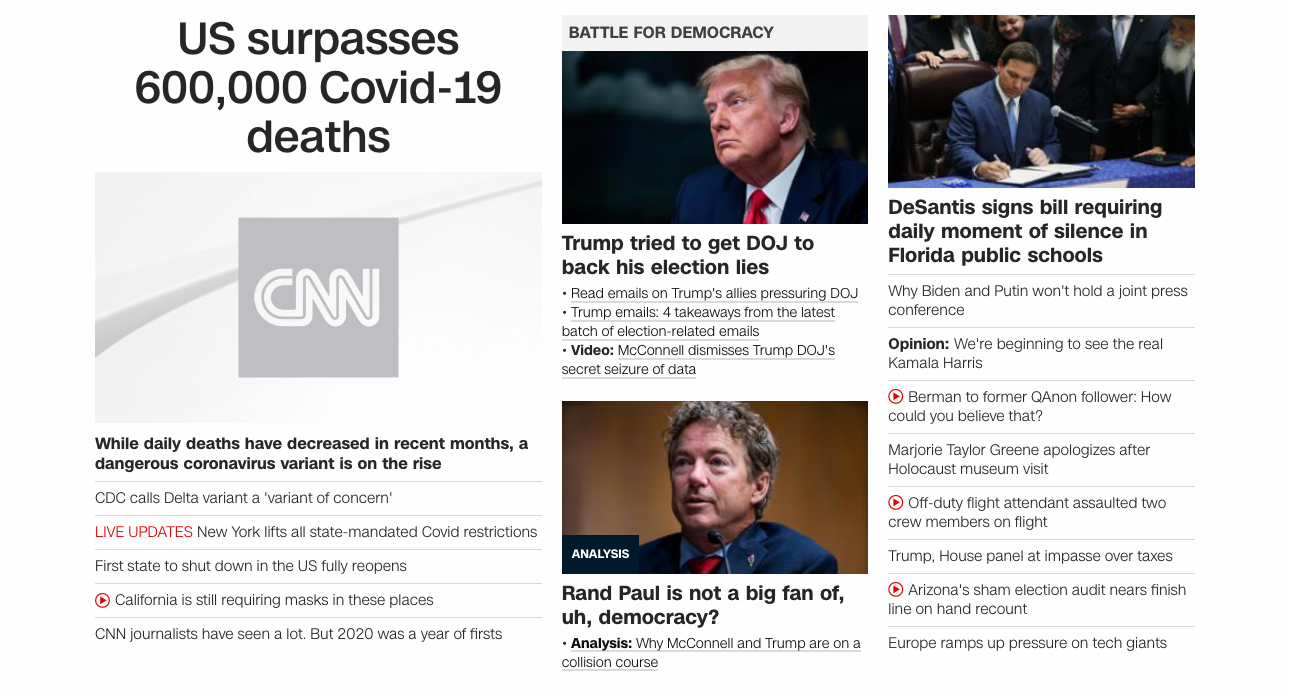 US surpasses
600,000 Covid-19
deaths
CNN
While daily deaths have decreased in recent months, a
dangerous coronavirus variant is on the rise
CDC calls Delta variant a 'variant of concern'
LIVE UPDATES New York lifts all state-mandated Covid restrictions
First state to shut down in the US fully reopens
California is still requiring masks in these places
CNN journalists have seen a lot. But 2020 was a year of firsts
BATTLE FOR DEMOCRACY
Trump tried to get DOJ to
back his election lies
• Read emails on Trump's allies pressuring DOJ
• Trump emails: 4 takeaways from the latest
batch of election-related emails
• Video: McConnell dismisses Trump DOJ's
secret seizure of data
ANALYSIS
Rand Paul is not a big fan of,
uh, democracy?
• Analysis: Why McConnell and Trump are on a
collision course
DeSantis signs bill requiring
daily moment of silence in
Florida public schools
Why Biden and Putin won't hold a joint press
conference
Opinion: We're beginning to see the real
Kamala Harris
Berman to former QAnon follower: How
could you believe that?
Marjorie Taylor Greene apologizes after
Holocaust museum visit
Off-duty flight attendant assaulted two
crew members on flight
Trump, House panel at impasse over taxes
Arizona's sham election audit nears finish
line on hand recount
Europe ramps up pressure on tech giants